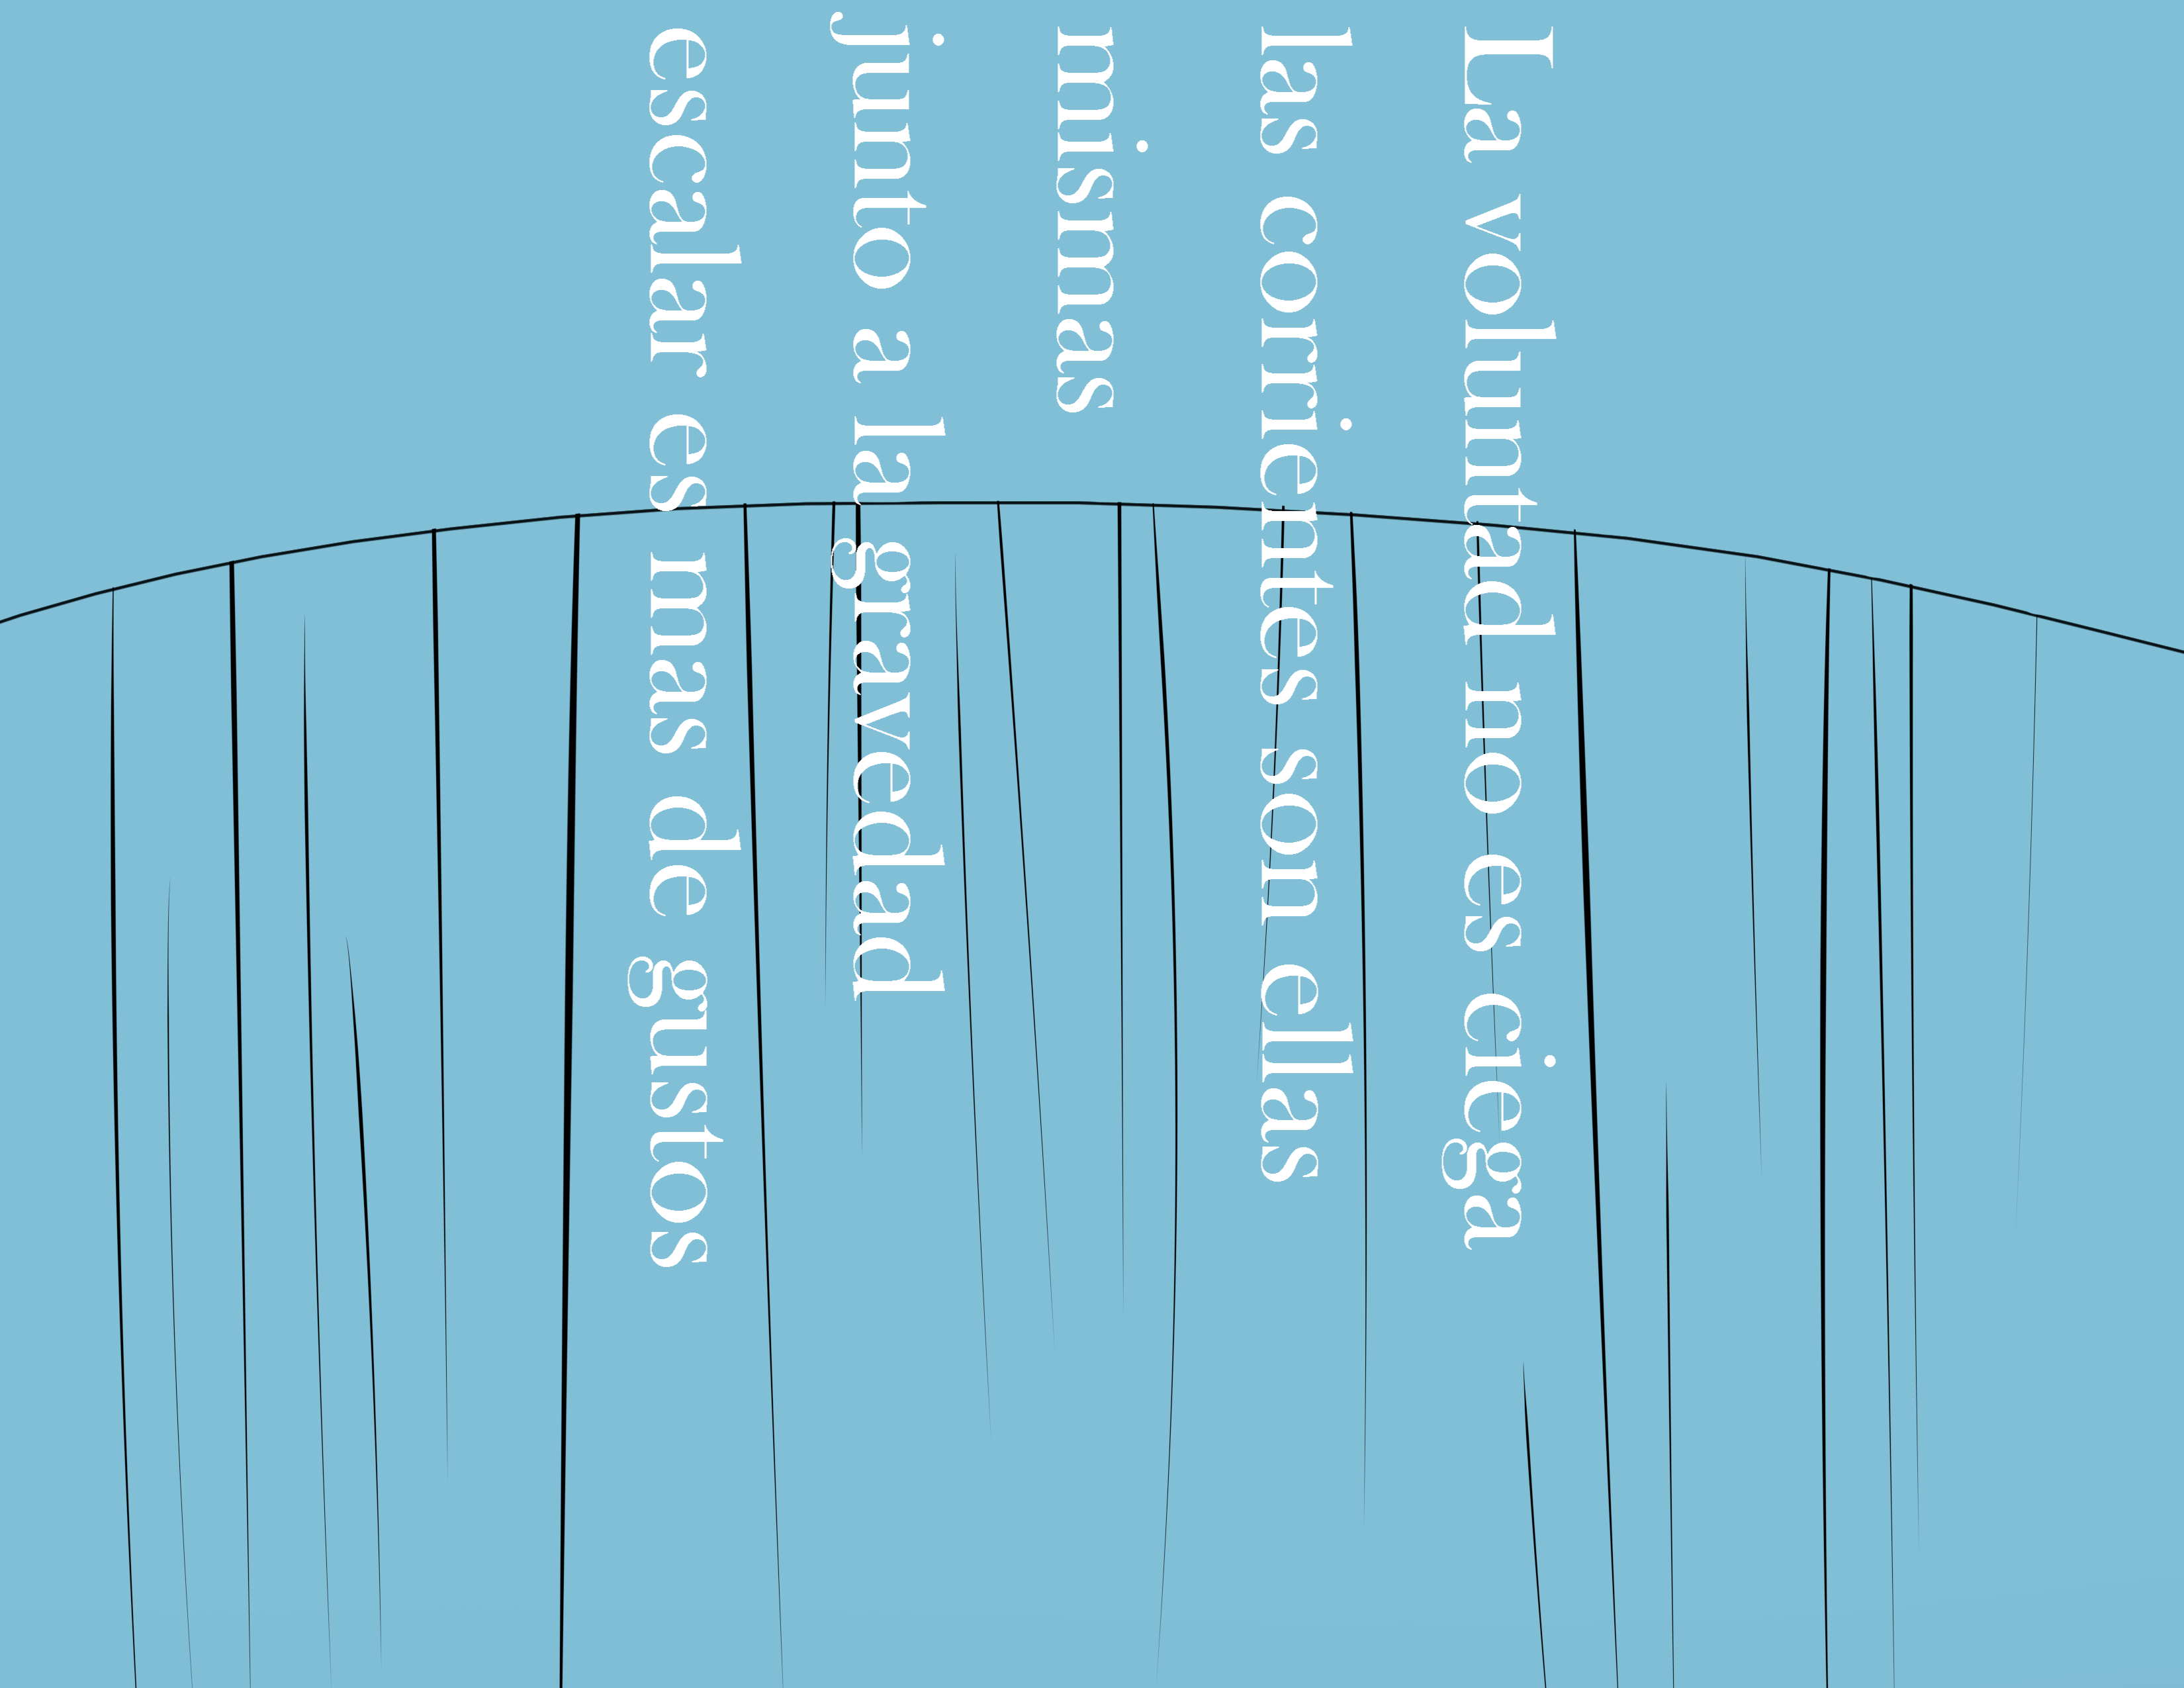 La voluntad no es ciega
las corrientes son ellas
mismas
junto a la gravedad
escalar es mas de gustos